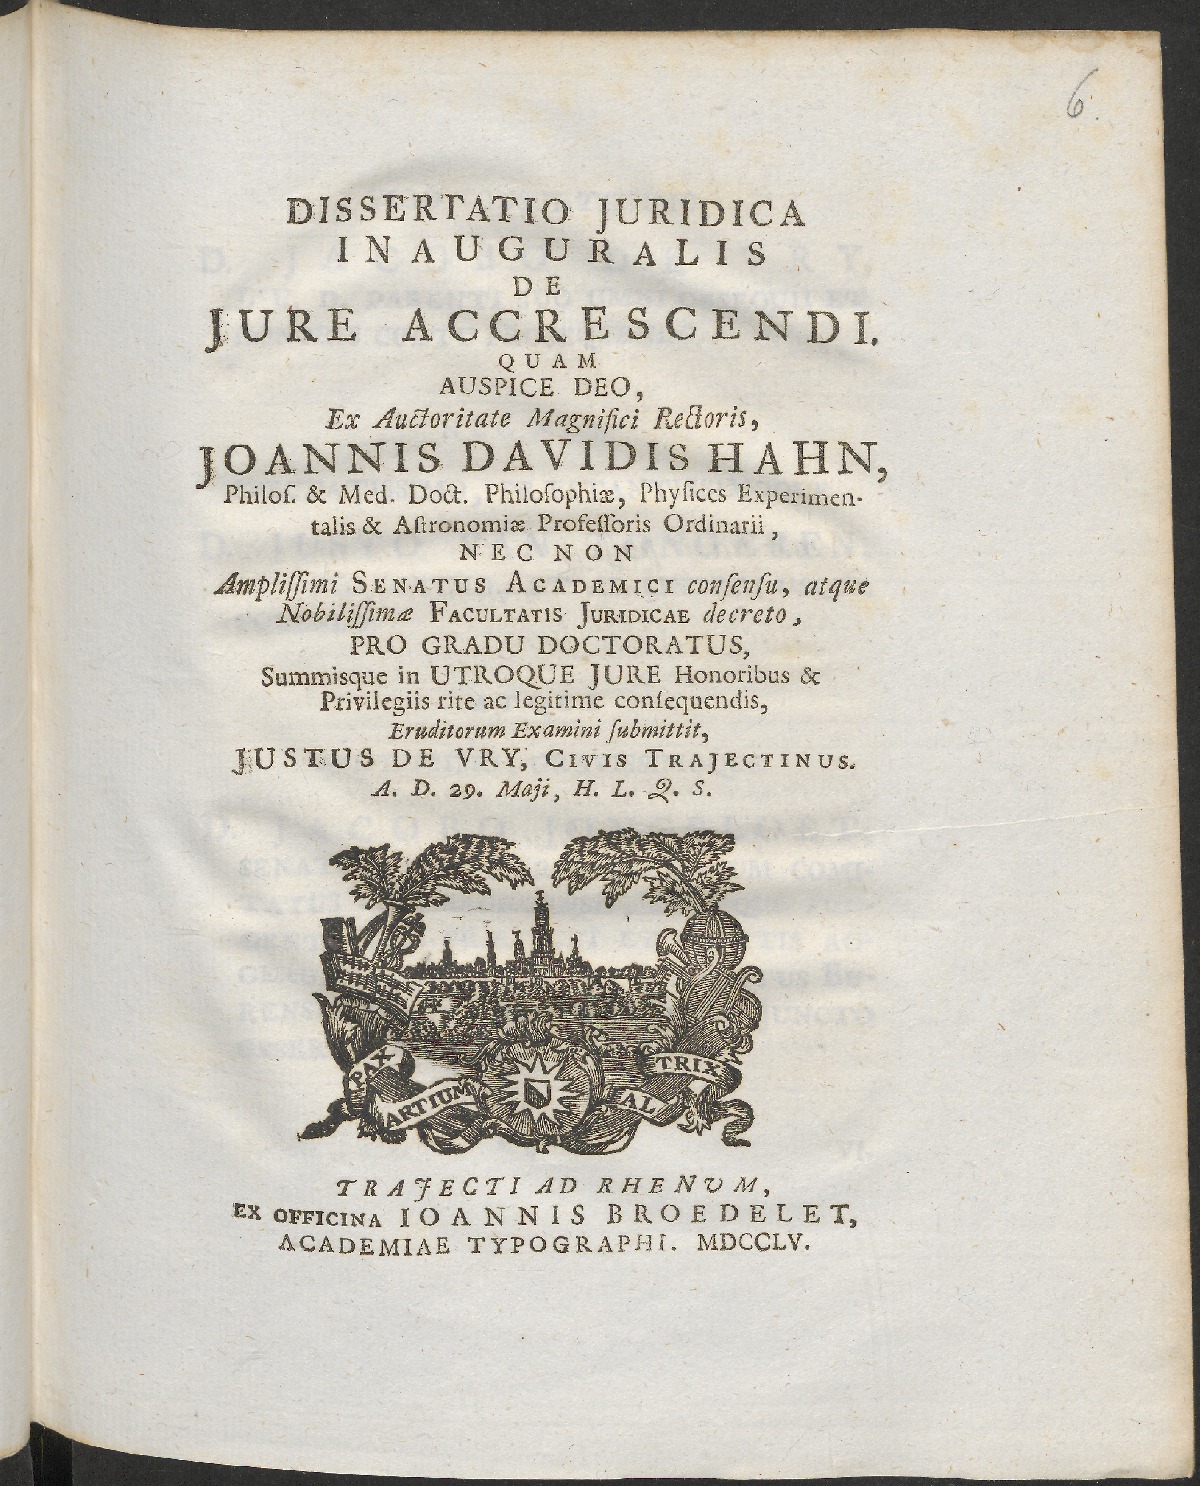 6.
DISSERTATIO JURIDICA
INAUGURALIS
DE
JURE ACCRESCENDI.
QUAM
AUSPICE DEO,
Ex Auctoritate Magnifici Rectoris,
JOANNIS DAVIDIS HAHN,
Philoſ. & Med. Doct. Philoſophiæ, Phyſices Experimen-
talis & Aſtronomiæ Profeſſoris Ordinarii,
NEC NON
Ampliſſimi SENATUS ACADEMICI conſenſu, atque
Nobiliſſimæ FACULTATIS JURIDICAE decreto,
PRO GRADU DOCTORATUS,
Summisque in UTROQUE JURE Honoribus &
Privilegiis rite ac legitime conſequendis,
Eruditorum Examini ſubmittit,
JUSTUS DE VRY, CIVIS TRAJECTINUS.
A. D. 29. Maji, H. L. Q. S.
PAX ARTIUM ALTRIX
TRAJECTI AD RHENUM,
EX OFFICINA IOANNIS BROEDELET,
ACADEMIAE TYPOGRAPHI. MDCCLV.